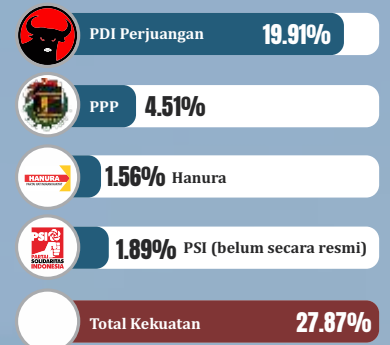 PDI Perjuangan 19.91%
PPP 4.51%
HANURA
1.56% Hanura
PSI
PARTAI
SOLIDARITAS
INDONESIA
1.89% PSI (belum secara resmi)
Total Kekuatan 27.87%